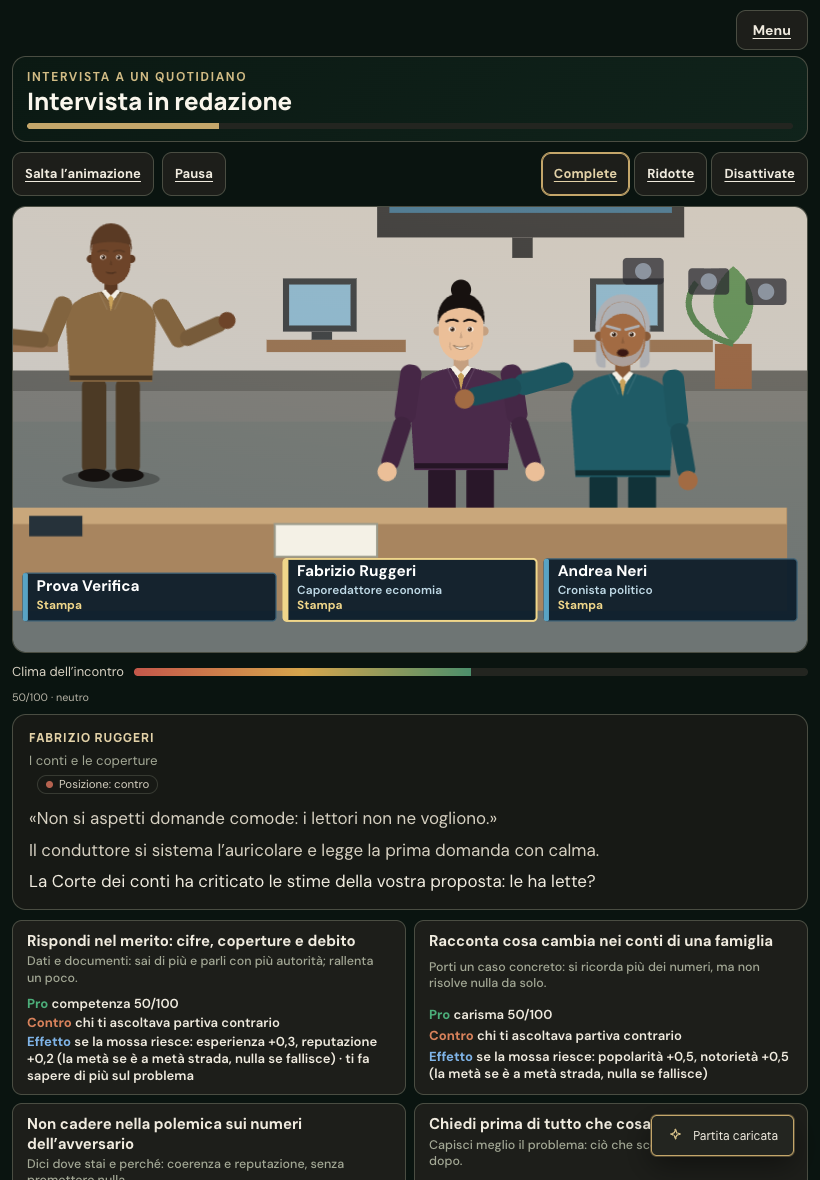 Menu
INTERVISTA A UN QUOTIDIANO
Intervista in redazione
Salta l’animazione
Pausa
Complete
Ridotte
Disattivate
Prova Verifica
Stampa
Fabrizio Ruggeri
Caporedattore economia
Stampa
Andrea Neri
Cronista politico
Stampa
Clima dell’incontro
50/100 · neutro
FABRIZIO RUGGERI
I conti e le coperture
Posizione: contro
«Non si aspetti domande comode: i lettori non ne vogliono.»
Il conduttore si sistema l’auricolare e legge la prima domanda con calma.
La Corte dei conti ha criticato le stime della vostra proposta: le ha lette?
Rispondi nel merito: cifre, coperture e debito
Dati e documenti: sai di più e parli con più autorità; rallenta
un poco.
Pro competenza 50/100
Contro chi ti ascoltava partiva contrario
Effetto se la mossa riesce: esperienza +0,3, reputazione
+0,2 (la metà se è a metà strada, nulla se fallisce) · ti fa
sapere di più sul problema
Racconta cosa cambia nei conti di una famiglia
Porti un caso concreto: si ricorda più dei numeri, ma non
risolve nulla da solo.
Pro carisma 50/100
Contro chi ti ascoltava partiva contrario
Effetto se la mossa riesce: popolarità +0,5, notorietà +0,5
(la metà se è a metà strada, nulla se fallisce)
Non cadere nella polemica sui numeri
dell’avversario
Dici dove stai e perché: coerenza e reputazione, senza
promettere nulla.
Chiedi prima di tutto che cosa
Capisci meglio il problema: ciò che
dopo.
Partita caricata